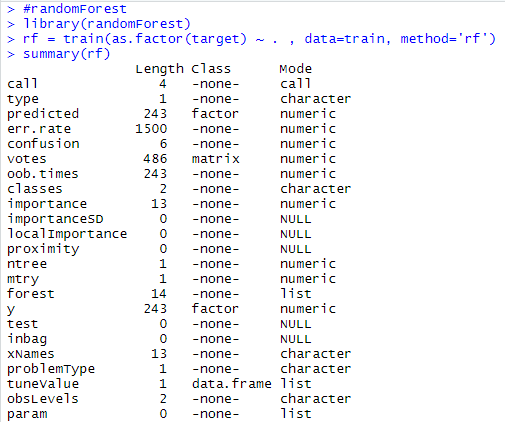 > #randomForest
> library(randomForest)
> rf = train(as.factor(target) ~ . , data=train, method='rf')
> summary(rf)
                Length Class      Mode
call               4   -none-     call
type               1   -none-     character
predicted        243   factor     numeric
err.rate        1500   -none-     numeric
confusion          6   -none-     numeric
votes            486   matrix     numeric
oob.times        243   -none-     numeric
classes            2   -none-     character
importance        13   -none-     numeric
importanceSD       0   -none-     NULL
localImportance    0   -none-     NULL
proximity          0   -none-     NULL
ntree              1   -none-     numeric
mtry               1   -none-     numeric
forest            14   -none-     list
y                243   factor     numeric
test               0   -none-     NULL
inbag              0   -none-     NULL
xNames            13   -none-     character
problemType        1   -none-     character
tuneValue          1   data.frame list
obsLevels          2   -none-     character
param              0   -none-     list